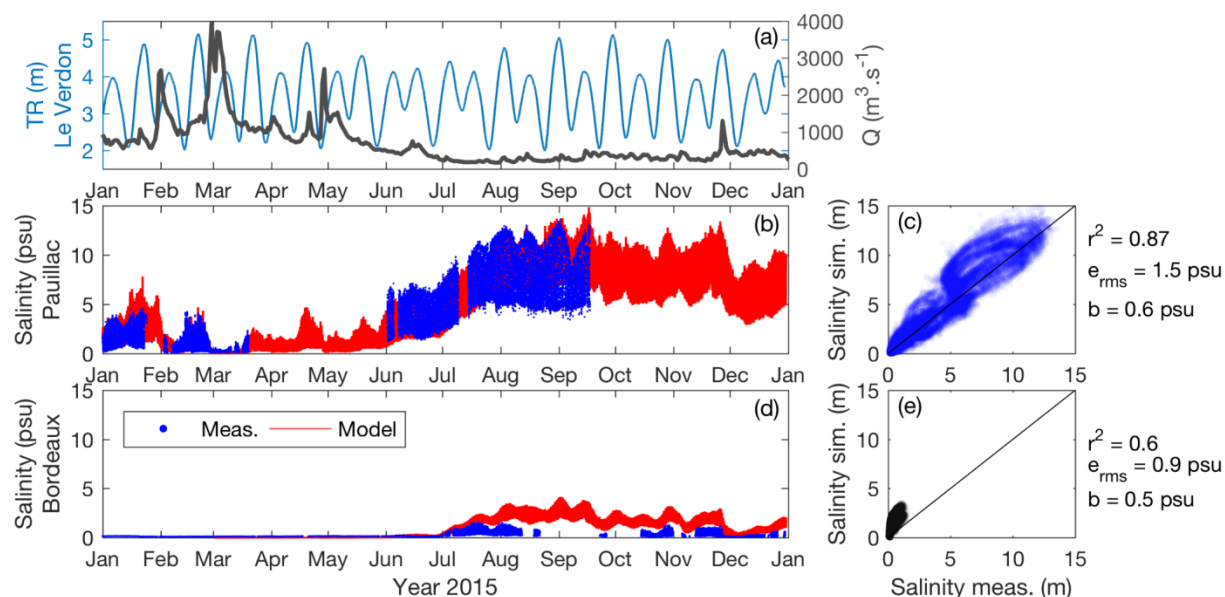 (a)
TR (m)
Le Verdon
5
4
3
2
4000
3000
2000
1000
0
Q (m³.s⁻¹)
Jan Feb Mar Apr May Jun Jul Aug Sep Oct Nov Dec Jan
(b)
Salinity (psu)
Pauillac
15
10
5
0
Jan Feb Mar Apr May Jun Jul Aug Sep Oct Nov Dec Jan
(c)
Salinity sim. (m)
15
10
5
0
0 5 10 15
r² = 0.87
e_rms = 1.5 psu
b = 0.6 psu
(d)
Salinity (psu)
Bordeaux
15
10
5
0
Meas. Model
Jan Feb Mar Apr May Jun Jul Aug Sep Oct Nov Dec Jan
Year 2015
(e)
Salinity sim. (m)
15
10
5
0
0 5 10 15
Salinity meas. (m)
r² = 0.6
e_rms = 0.9 psu
b = 0.5 psu